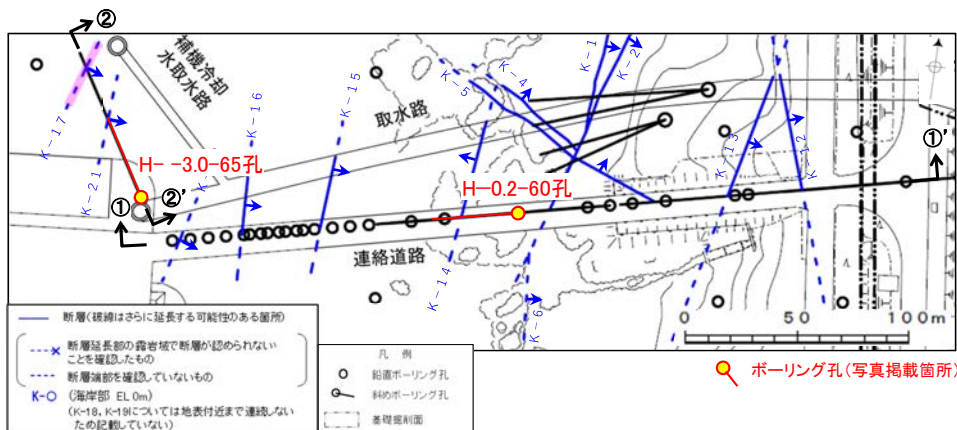 ②
①
補機冷却
水取水路
取水路
K-17
K-21
K-16
K-15
K-5
K-4
K-1
K-2
K-13
K-12
H- -3.0-65孔
H-0.2-60孔
①'
②'
①
連絡道路
K-14
K-6
0 50 100m
ボーリング孔(写真掲載箇所)
断層(破線はさらに延長する可能性のある箇所)
断層延長部の露岩域で断層が認められない
ことを確認したもの
断層端部を確認していないもの
K-○ (海岸部 EL 0m)
(K-18, K-19については地表付近まで連続しない
ため記載していない)
凡 例
鉛直ボーリング孔
斜めボーリング孔
基礎掘削面